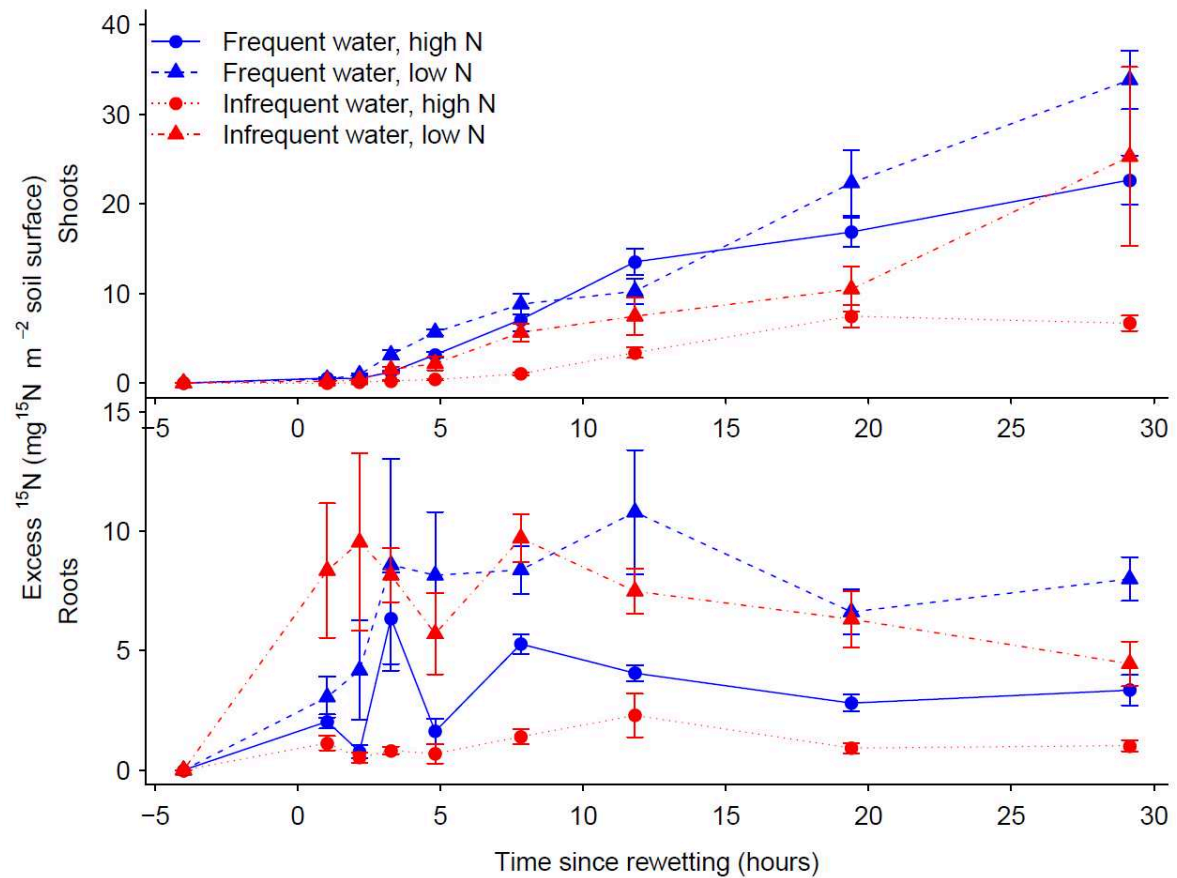 40
30
20
10
0
Frequent water, high N
Frequent water, low N
Infrequent water, high N
Infrequent water, low N
Excess ¹⁵N (mg¹⁵N m ⁻² soil surface)
Shoots
Roots
−5 0 5 10 15 20 25 30
15
10
5
0
−5 0 5 10 15 20 25 30
Time since rewetting (hours)